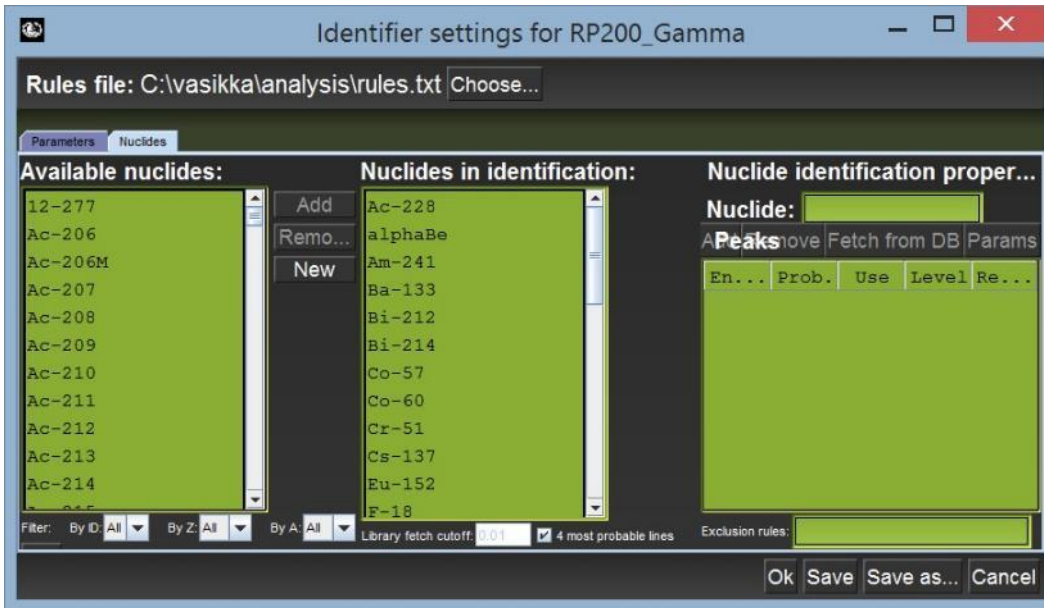 Identifier settings for RP200_Gamma
Rules file: C:\vasikka\analysis\rules.txt Choose...
Parameters Nuclides
Available nuclides:
12-277
Ac-206
Ac-206M
Ac-207
Ac-208
Ac-209
Ac-210
Ac-211
Ac-212
Ac-213
Ac-214
Filter: By ID: All By Z: All By A: All
Add
Remo...
New
Nuclides in identification:
Ac-228
alphaBe
Am-241
Ba-133
Bi-212
Bi-214
Co-57
Co-60
Cr-51
Cs-137
Eu-152
F-18
Library fetch cutoff: 0.01 4 most probable lines
Nuclide identification proper...
Nuclide:
Peaks Fetch from DB Params
En... Prob. Use Level Re...
Exclusion rules:
Ok Save Save as... Cancel